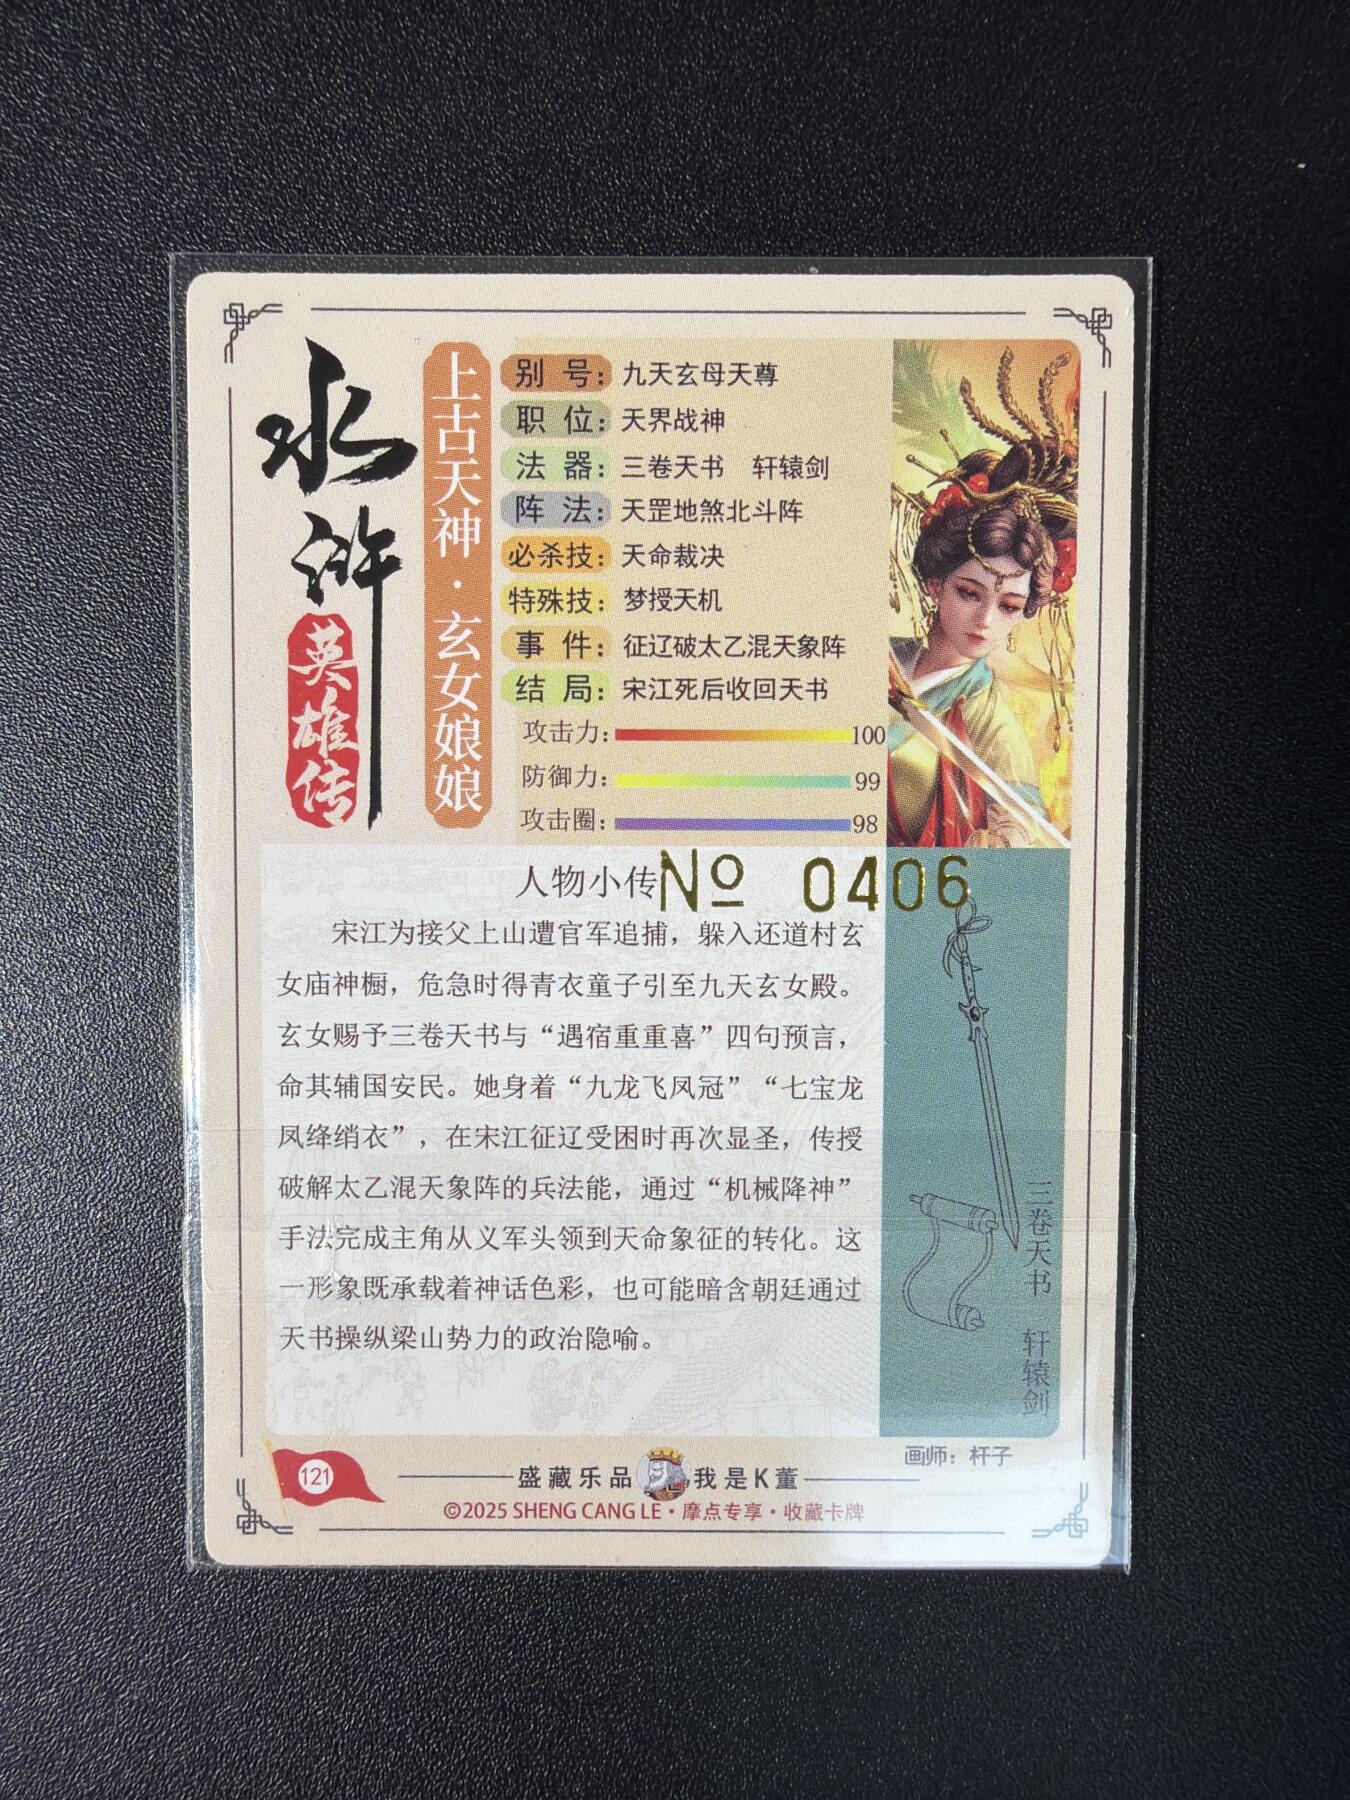 水浒
英雄传
上古天神·玄女娘娘
别号：九天玄母天尊
职位：天界战神
法器：三卷天书 轩辕剑
阵法：天罡地煞北斗阵
必杀技：天命裁决
特殊技：梦授天机
事件：征辽破太乙混天象阵
结局：宋江死后收回天书
攻击力：100
防御力：99
攻击圈：98
人物小传
№ 0406
宋江为接父上山遭官军追捕，躲入还道村玄
女庙神橱，危急时得青衣童子引至九天玄女殿。
玄女赐予三卷天书与“遇宿重重喜”四句预言，
命其辅国安民。她身着“九龙飞凤冠”“七宝龙
凤绛绡衣”，在宋江征辽受困时再次显圣，传授
破解太乙混天象阵的兵法能，通过“机械降神”
手法完成主角从义军头领到天命象征的转化。这
一形象既承载着神话色彩，也可能暗含朝廷通过
天书操纵梁山势力的政治隐喻。
三卷天书 轩辕剑
画师：杆子
121
盛藏乐品 我是K董
©2025 SHENG CANG LE·摩点专享·收藏卡牌